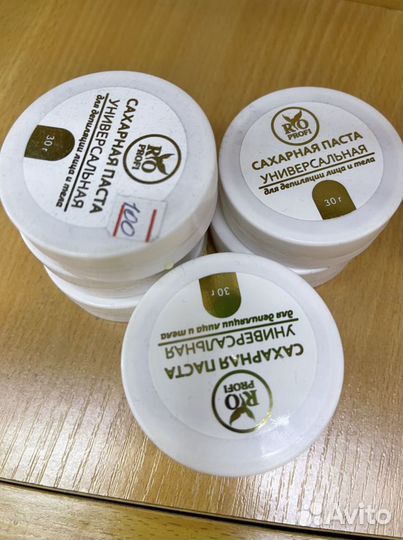 30 г
для депиляции лица и тела
УНИВЕРСАЛЬНАЯ
САХАРНАЯ ПАСТА
RIO
PROFI
100
RIO
PROFI
САХАРНАЯ ПАСТА
УНИВЕРСАЛЬНАЯ
для депиляции лица и тела
30 г
RIO
PROFI
САХАРНАЯ ПАСТА
УНИВЕРСАЛЬНАЯ
для депиляции лица и тела
30 г
Avito